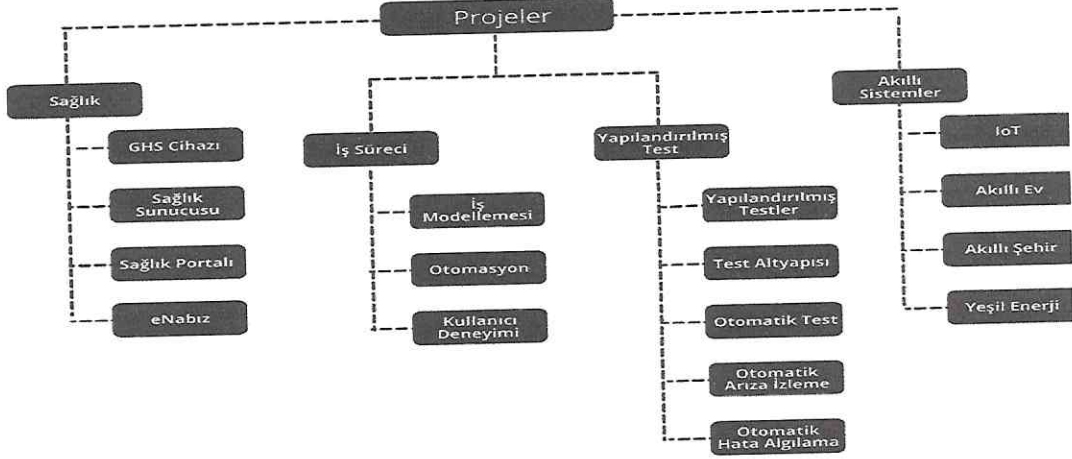 Projeler
Sağlık
GHS Cihazı
Sağlık
Sunucusu
Sağlık Portalı
eNabız
İş Süreci
İş
Modellemesi
Otomasyon
Kullanıcı
Deneyimi
Yapılandırılmış
Test
Yapılandırılmış
Testler
Test Altyapısı
Otomatik Test
Otomatik
Arıza İzleme
Otomatik
Hata Algılama
Akıllı
Sistemler
IoT
Akıllı Ev
Akıllı Şehir
Yeşil Enerji